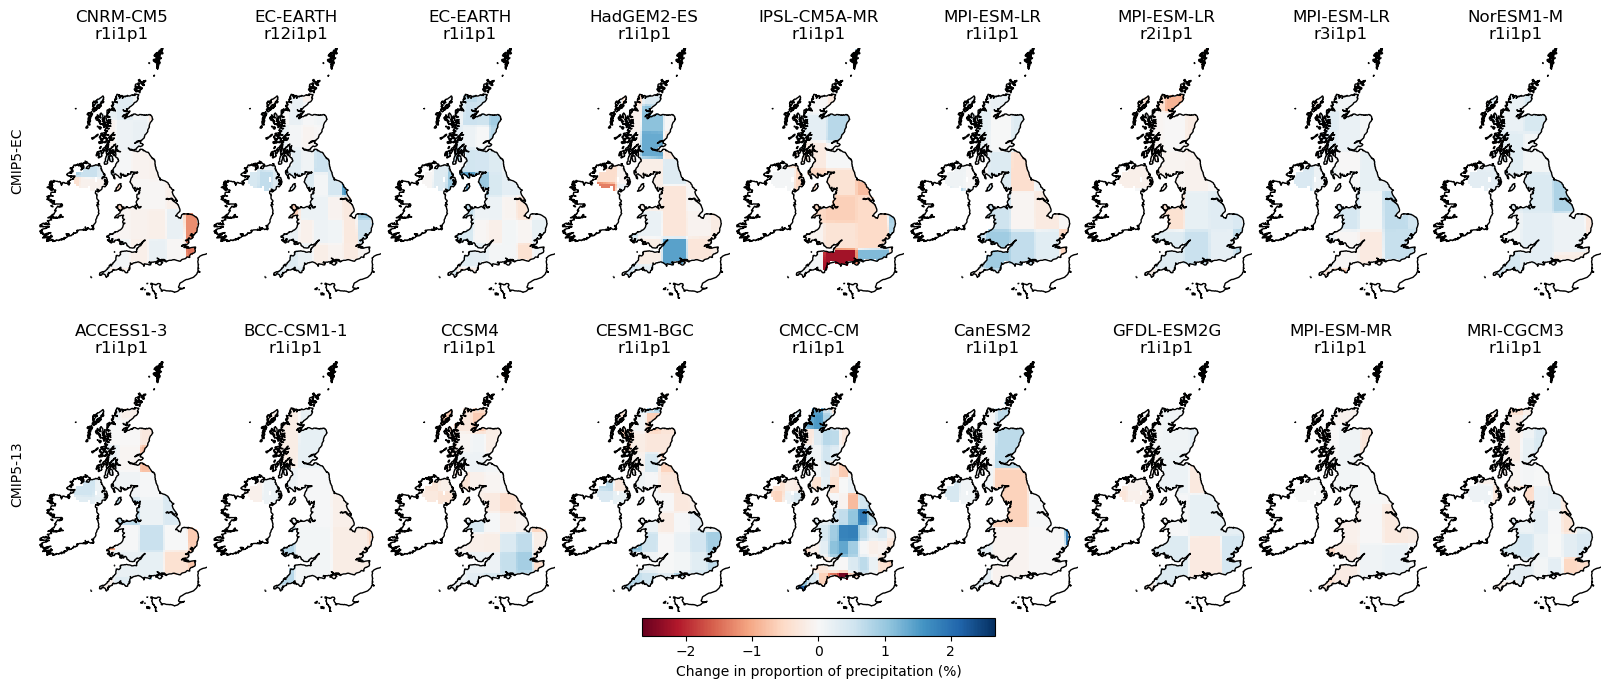 CNRM-CM5 EC-EARTH EC-EARTH HadGEM2-ES IPSL-CM5A-MR MPI-ESM-LR MPI-ESM-LR MPI-ESM-LR NorESM1-M
r1i1p1 r12i1p1 r1i1p1 r1i1p1 r1i1p1 r1i1p1 r2i1p1 r3i1p1 r1i1p1
CMIP5-EC
ACCESS1-3 BCC-CSM1-1 CCSM4 CESM1-BGC CMCC-CM CanESM2 GFDL-ESM2G MPI-ESM-MR MRI-CGCM3
r1i1p1 r1i1p1 r1i1p1 r1i1p1 r1i1p1 r1i1p1 r1i1p1 r1i1p1 r1i1p1
CMIP5-13
−2 −1 0 1 2
Change in proportion of precipitation (%)